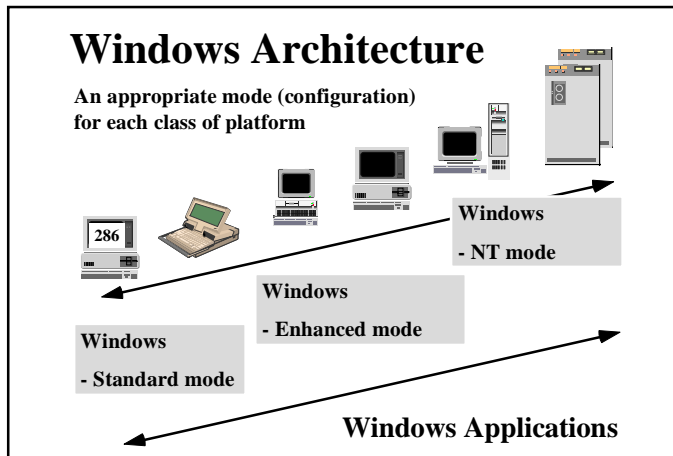 Windows Architecture
An appropriate mode (configuration)
for each class of platform
286
Windows
- NT mode
Windows
- Enhanced mode
Windows
- Standard mode
Windows Applications